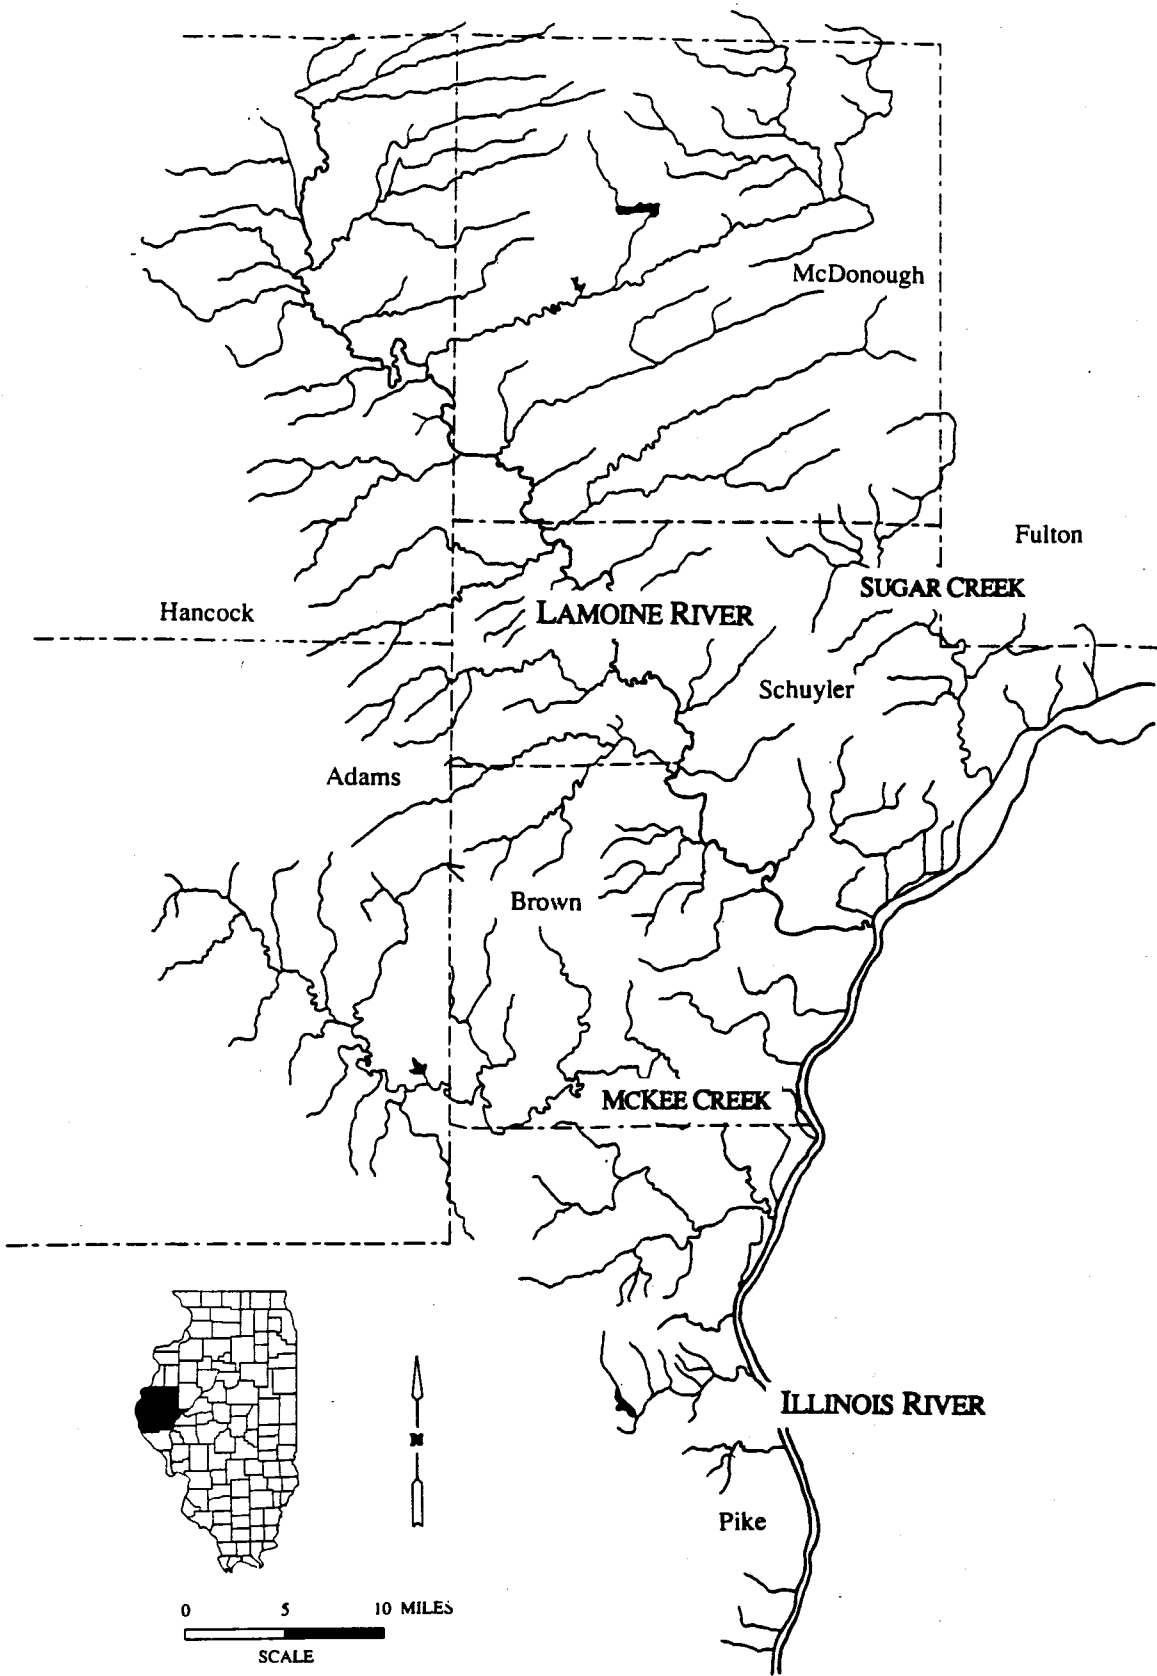 McDonough
Fulton
SUGAR CREEK
Hancock
LAMOINE RIVER
Schuyler
Adams
Brown
MCKEE CREEK
ILLINOIS RIVER
N
Pike
0 5 10 MILES
SCALE